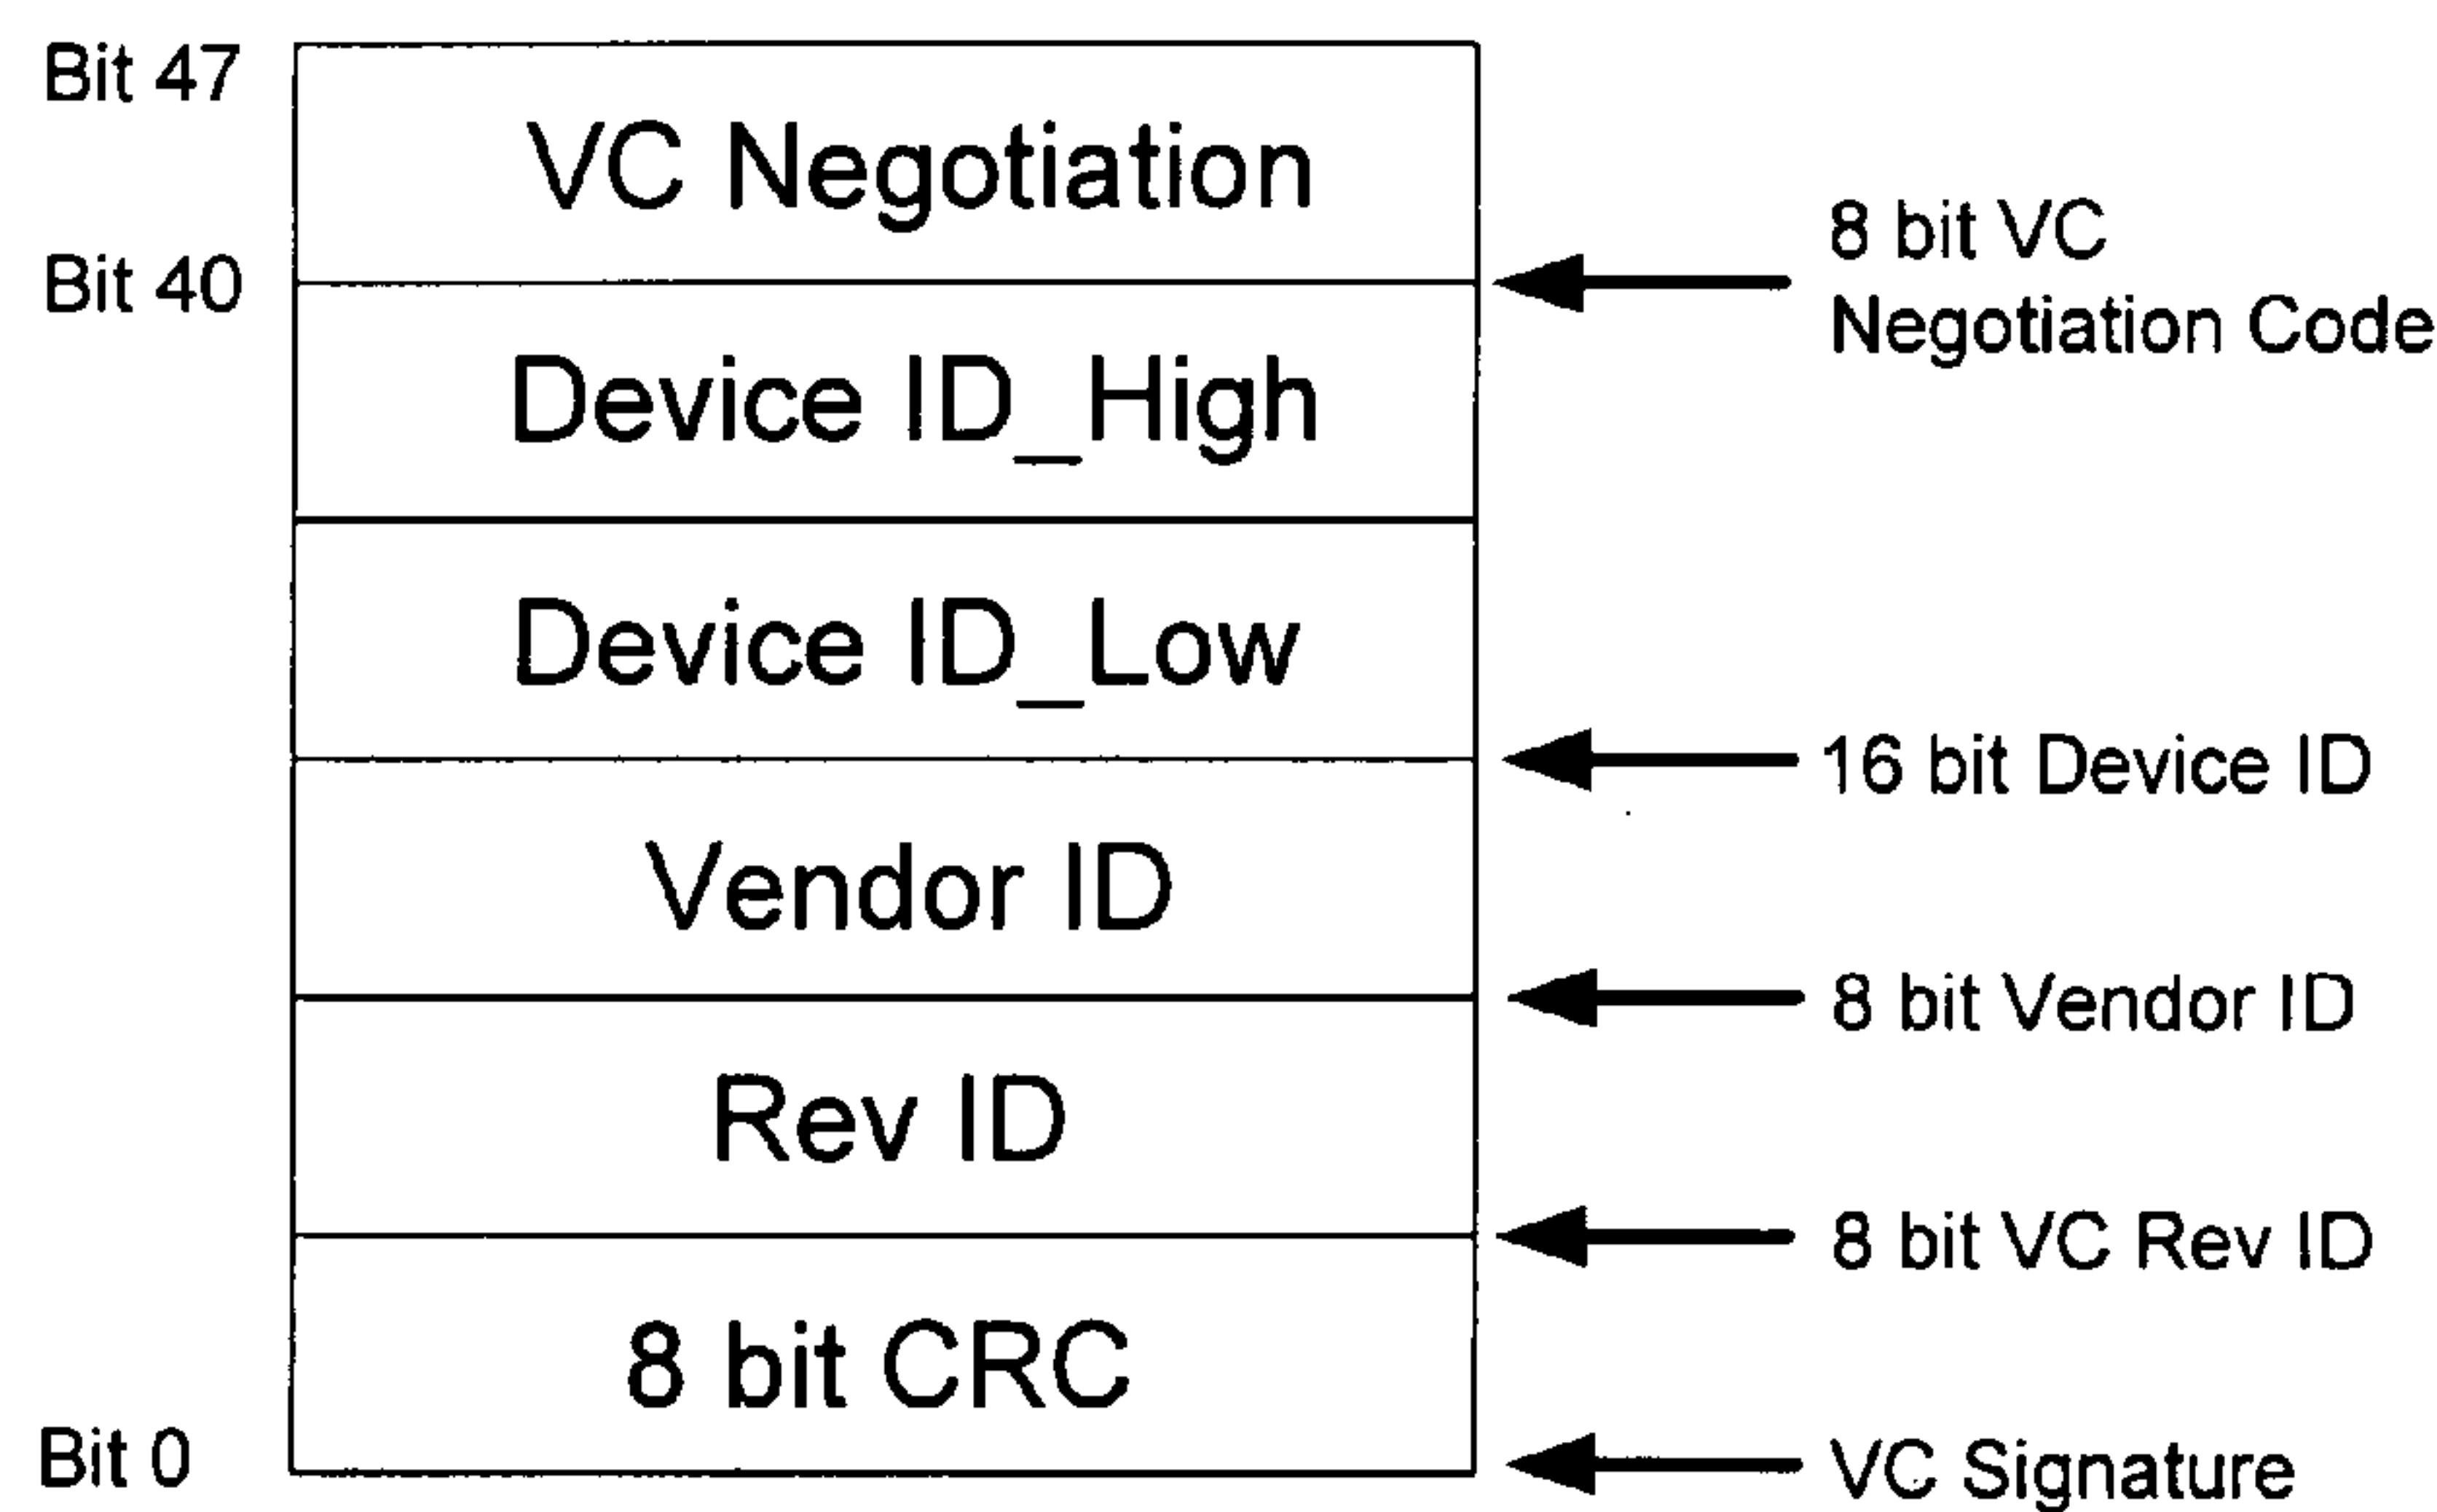 Bit 47
VC Negotiation
8 bit VC
Negotiation Code
Bit 40
Device ID_High
Device ID_Low
16 bit Device ID
Vendor ID
8 bit Vendor ID
Rev ID
8 bit VC Rev ID
8 bit CRC
Bit 0
VC Signature